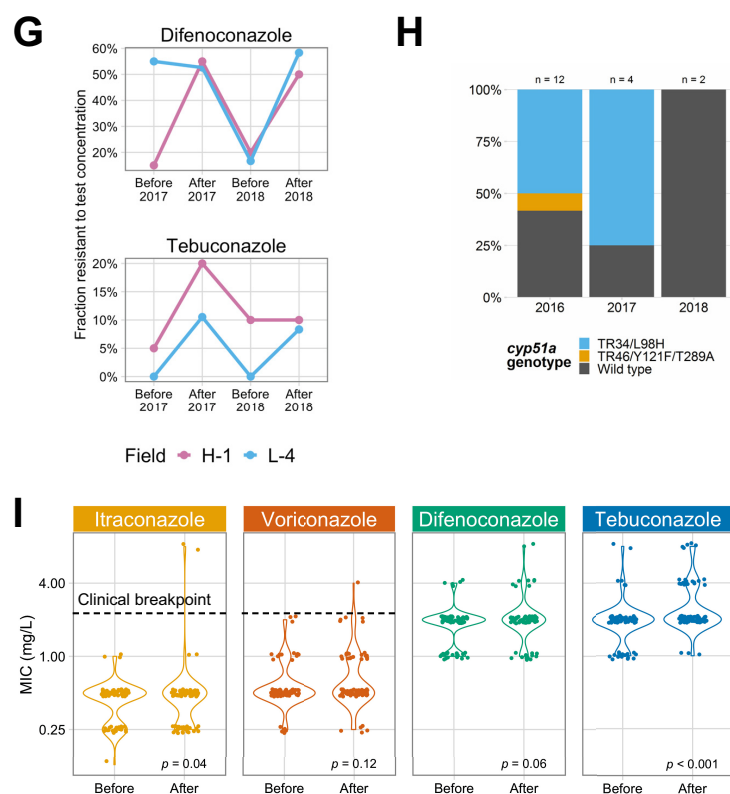 G
Difenoconazole
Fraction resistant to test concentration
60%
50%
40%
30%
20%
Before After Before After
2017 2017 2018 2018
Tebuconazole
20%
15%
10%
5%
0%
Before After Before After
2017 2017 2018 2018
Field H-1 L-4
H
n = 12 n = 4 n = 2
100%
75%
50%
25%
0%
2016 2017 2018
cyp51a
genotype
TR34/L98H
TR46/Y121F/T289A
Wild type
I
Itraconazole Voriconazole Difenoconazole Tebuconazole
MIC (mg/L)
4.00
Clinical breakpoint
1.00
0.25
p = 0.04 p = 0.12 p = 0.06 p < 0.001
Before After Before After Before After Before After